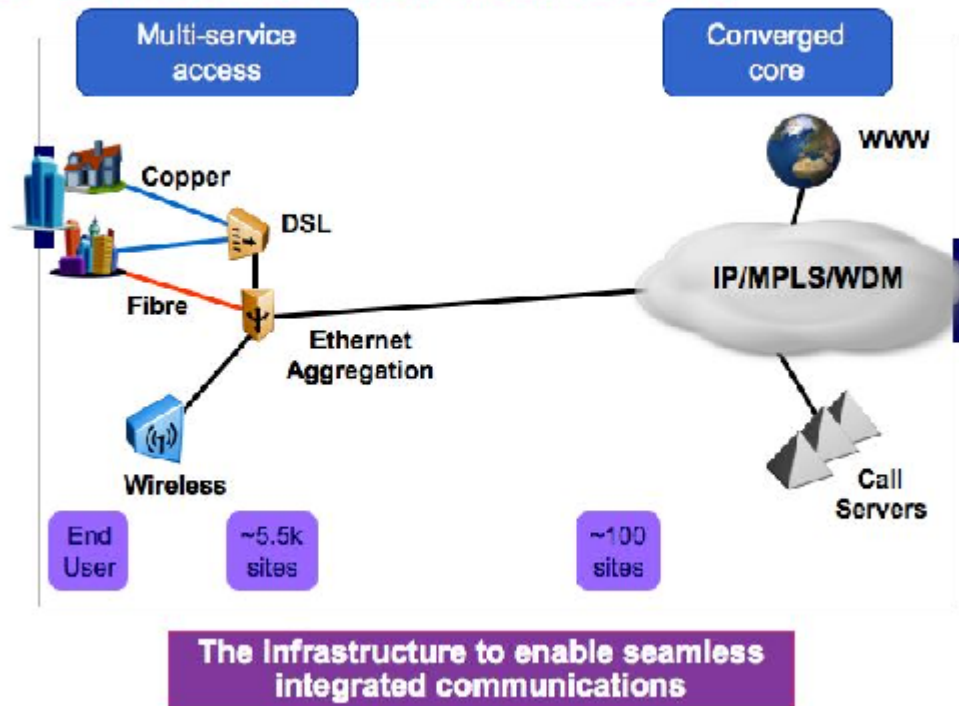 Multi-service
access
Converged
core
WWW
Copper
DSL
IP/MPLS/WDM
Fibre
Ethernet
Aggregation
Wireless
Call
Servers
End
User
~5.5k
sites
~100
sites
The Infrastructure to enable seamless
integrated communications